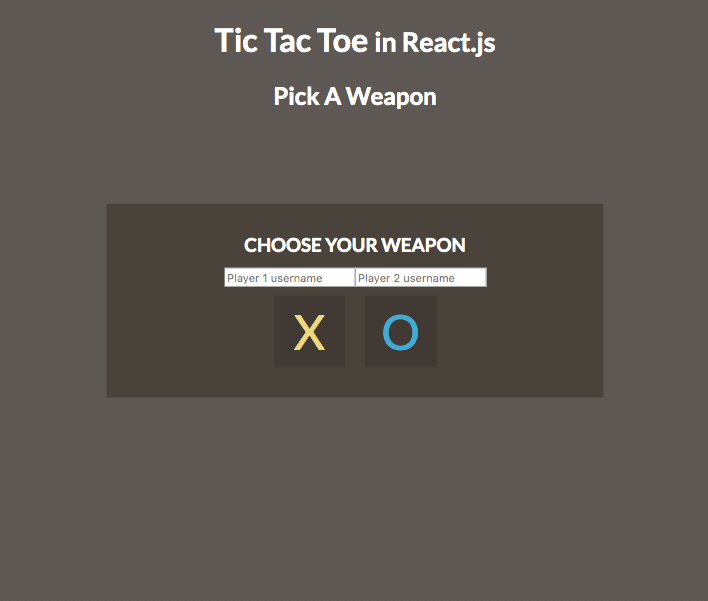 Tic Tac Toe in React.js
Pick A Weapon
CHOOSE YOUR WEAPON
Player 1 username Player 2 username
X O